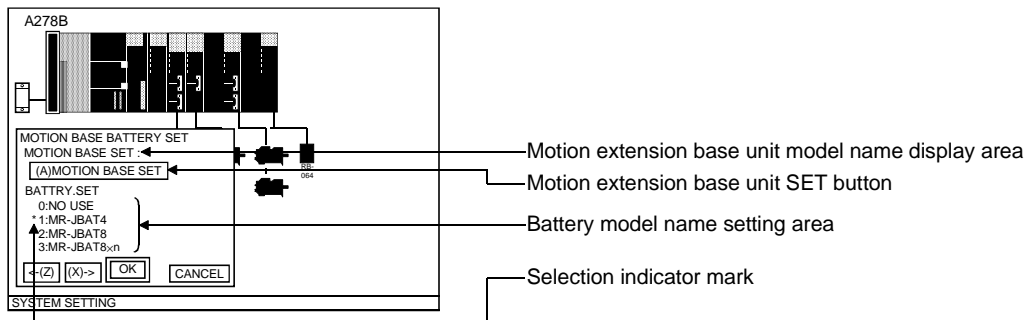 A278B
RB-
064
MOTION BASE BATTERY SET
MOTION BASE SET :
(A)MOTION BASE SET
BATTRY.SET
0:NO USE
*1:MR-JBAT4
2:MR-JBAT8
3:MR-JBAT8×n
<-(Z) (X)-> OK CANCEL
SYSTEM SETTING
Motion extension base unit model name display area
Motion extension base unit SET button
Battery model name setting area
Selection indicator mark